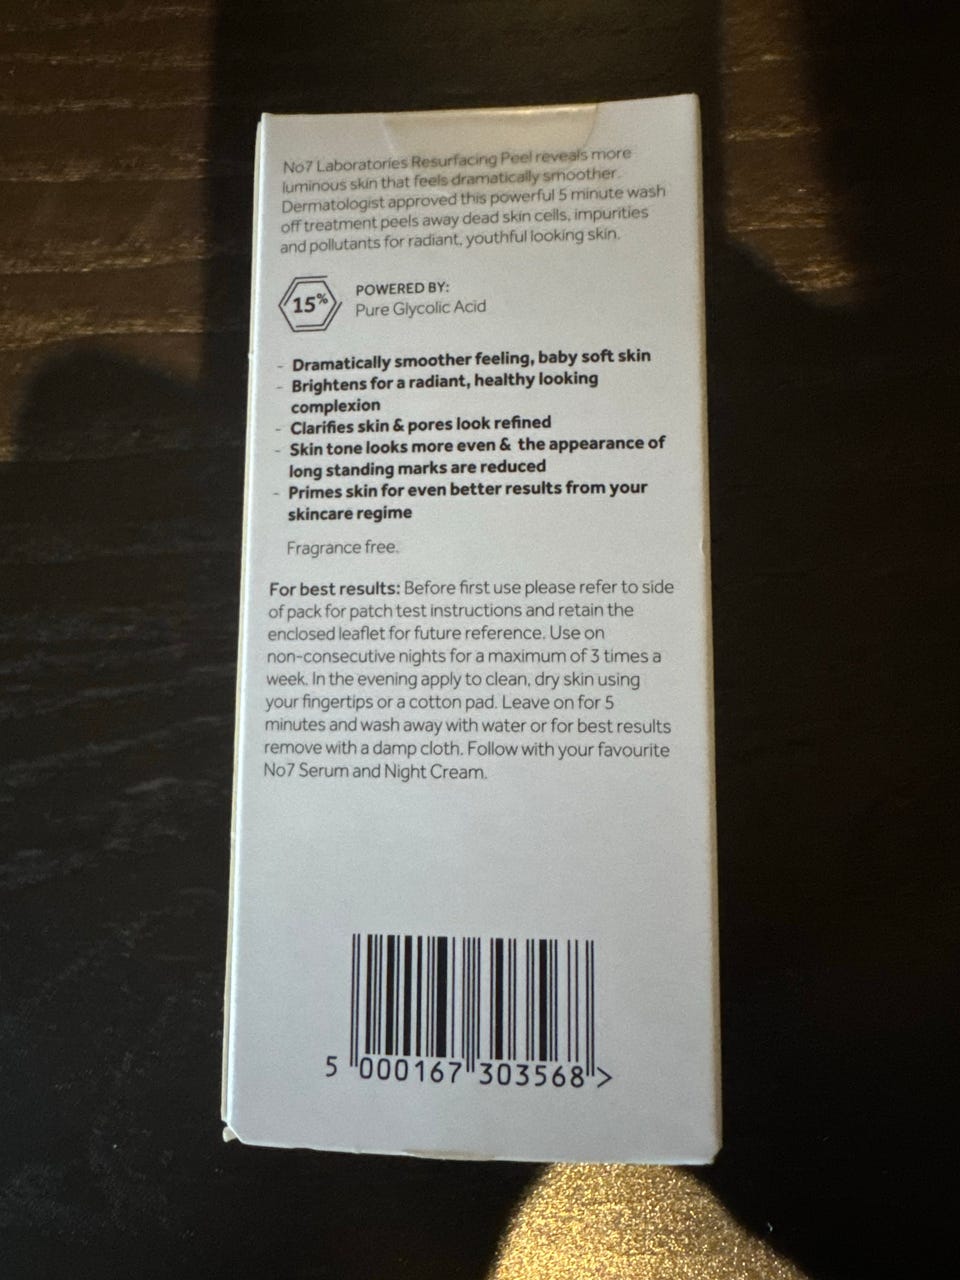 No7 Laboratories Resurfacing Peel reveals more
luminous skin that feels dramatically smoother.
Dermatologist approved this powerful 5 minute wash
off treatment peels away dead skin cells, impurities
and pollutants for radiant, youthful looking skin.
15%
POWERED BY:
Pure Glycolic Acid
- Dramatically smoother feeling, baby soft skin
- Brightens for a radiant, healthy looking
complexion
- Clarifies skin & pores look refined
- Skin tone looks more even & the appearance of
long standing marks are reduced
- Primes skin for even better results from your
skincare regime
Fragrance free.
For best results: Before first use please refer to side
of pack for patch test instructions and retain the
enclosed leaflet for future reference. Use on
non-consecutive nights for a maximum of 3 times a
week. In the evening apply to clean, dry skin using
your fingertips or a cotton pad. Leave on for 5
minutes and wash away with water or for best results
remove with a damp cloth. Follow with your favourite
No7 Serum and Night Cream.
5 000167 303568 >